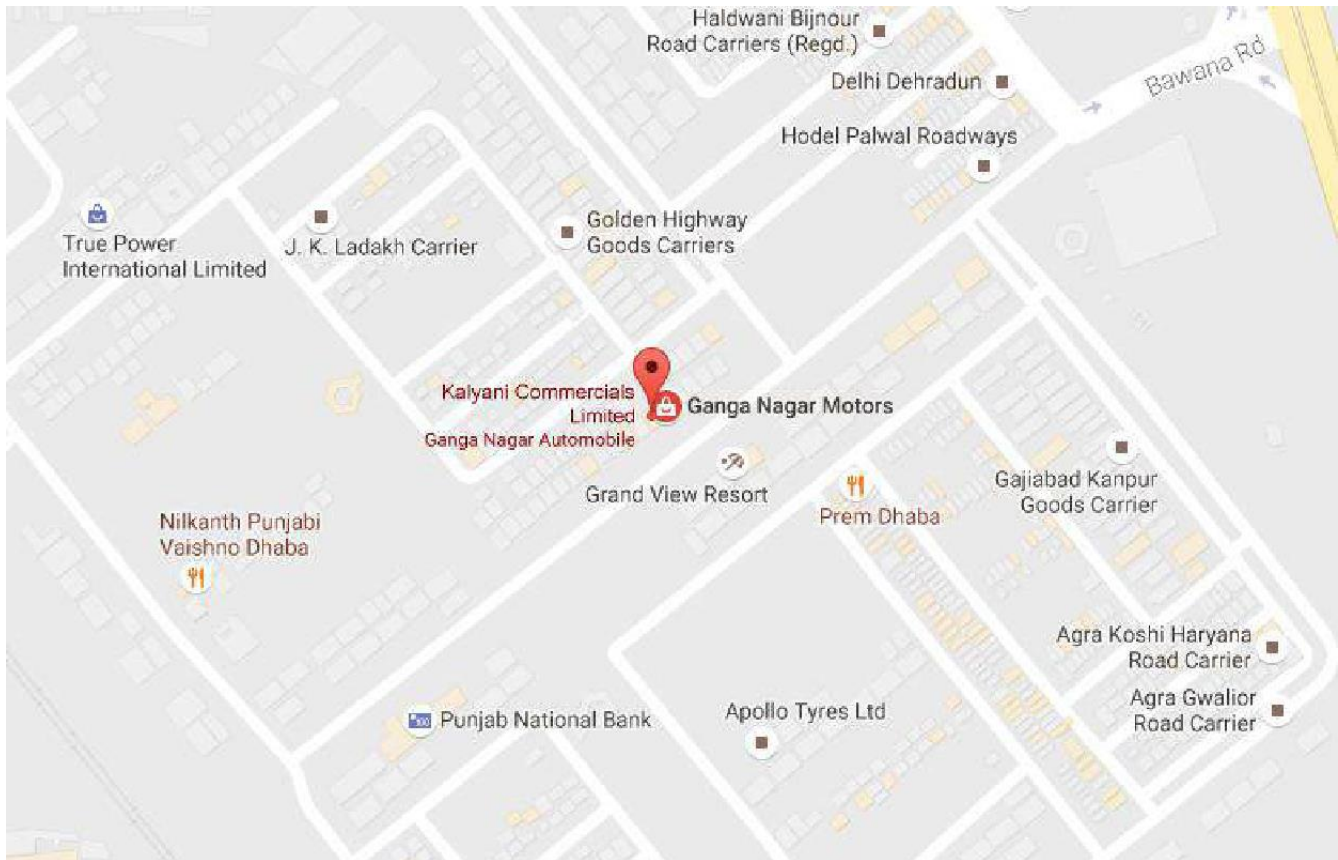 Haldwani Bijnour
Road Carriers (Regd.)
Bawana Rd
Delhi Dehradun
Hodel Palwal Roadways
True Power
International Limited
J. K. Ladakh Carrier
Golden Highway
Goods Carriers
Kalyani Commercials
Limited
Ganga Nagar Automobile
Ganga Nagar Motors
Grand View Resort
Prem Dhaba
Gajiabad Kanpur
Goods Carrier
Nilkanth Punjabi
Vaishno Dhaba
Agra Koshi Haryana
Road Carrier
Agra Gwalior
Road Carrier
Punjab National Bank
Apollo Tyres Ltd